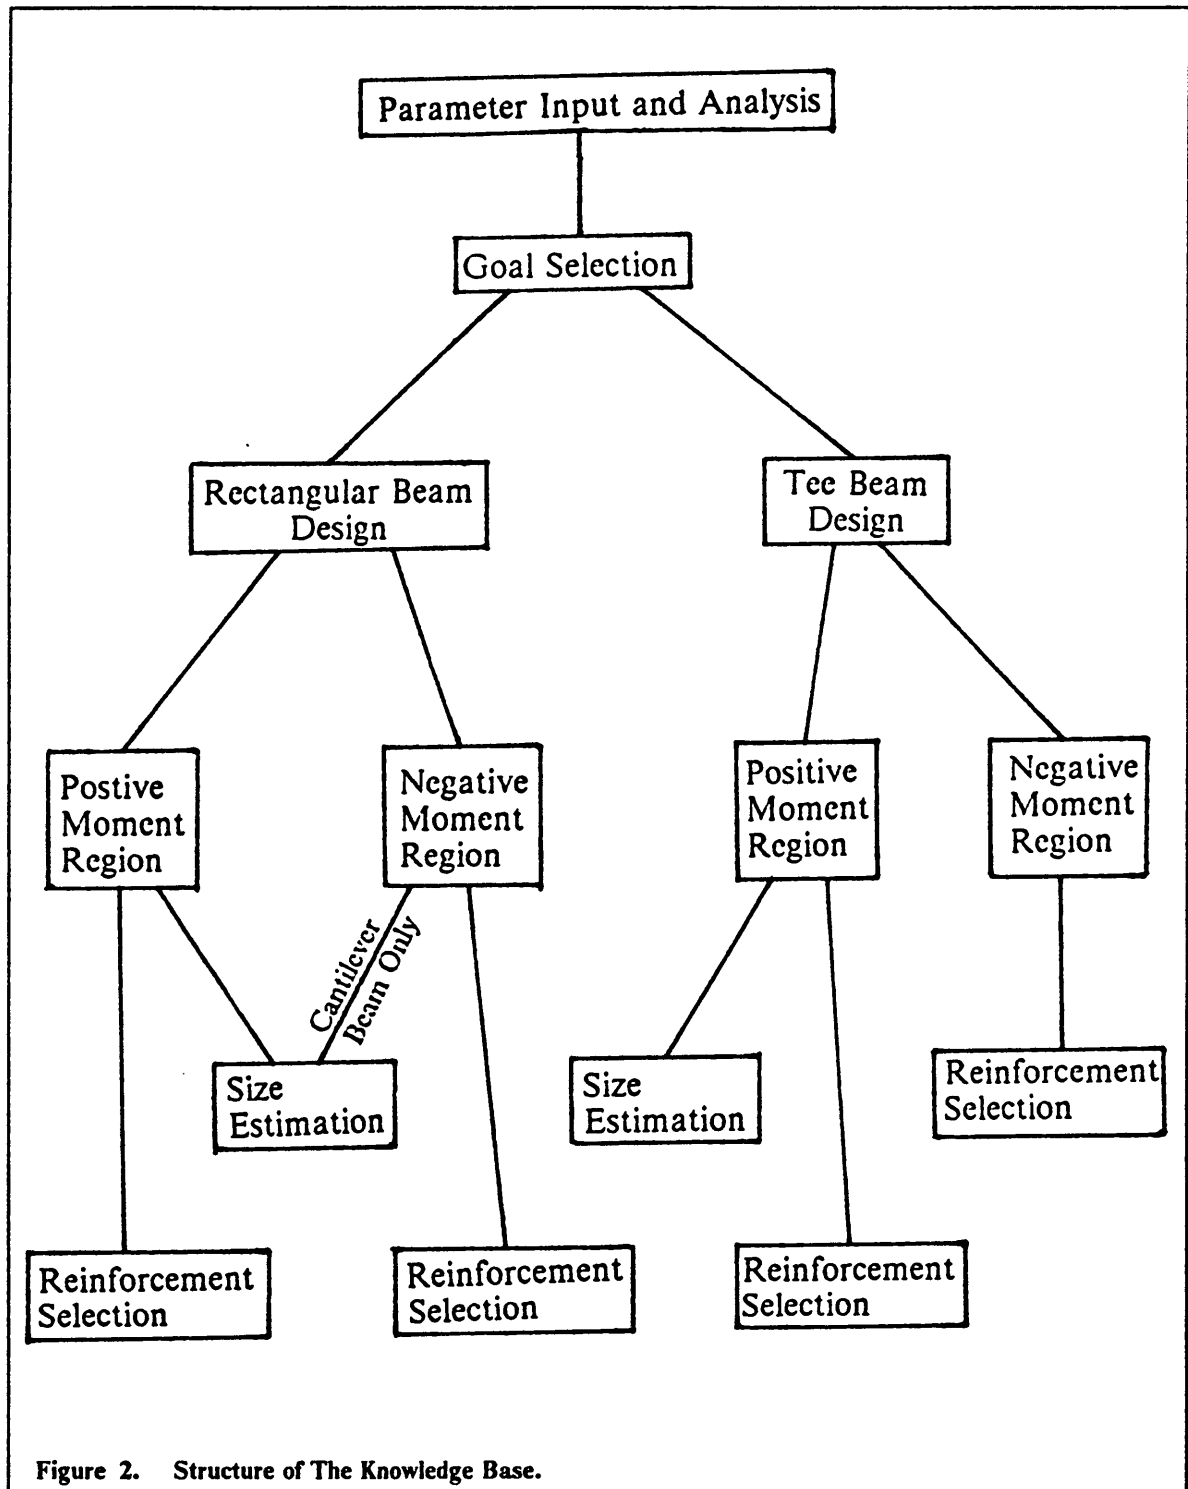 Parameter Input and Analysis
Goal Selection
Rectangular Beam
Design
Tee Beam
Design
Postive
Moment
Region
Negative
Moment
Region
Positive
Moment
Region
Negative
Moment
Region
Cantilever
Beam Only
Size
Estimation
Size
Estimation
Reinforcement
Selection
Reinforcement
Selection
Reinforcement
Selection
Reinforcement
Selection
Figure 2. Structure of The Knowledge Base.